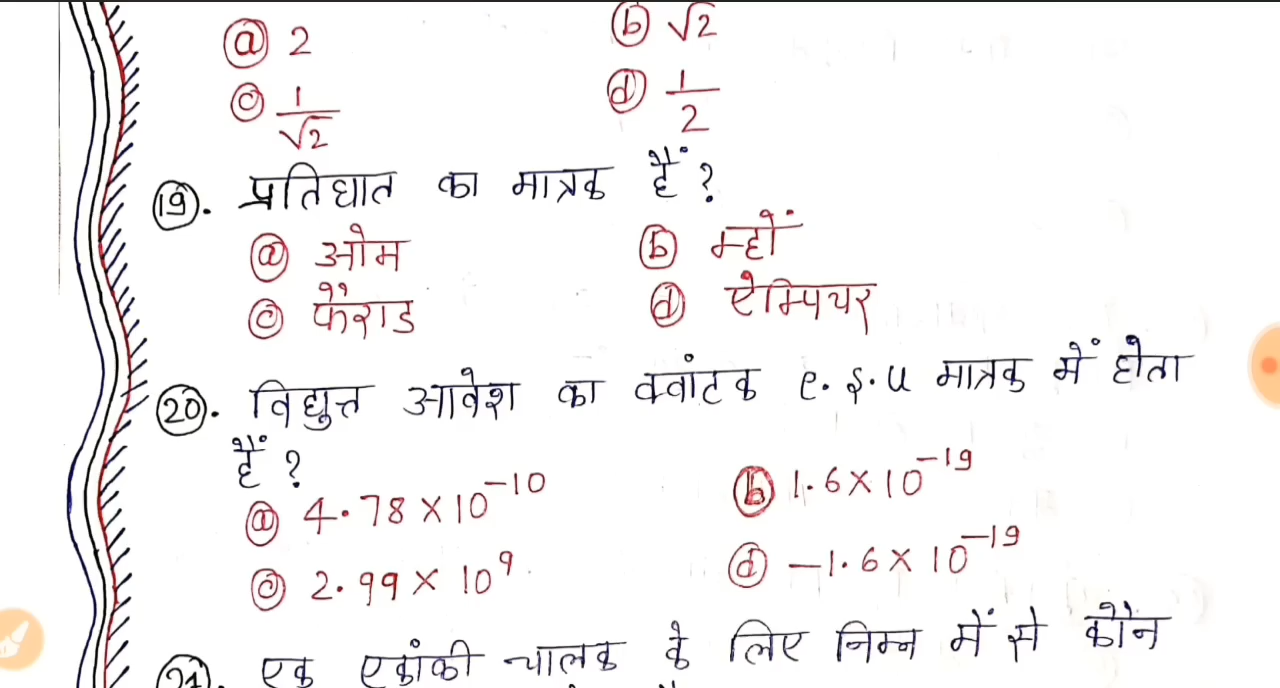 ⓐ 2 ⓑ √2
ⓒ 1/√2 ⓓ 1/2
⑲. प्रतिघात का मात्रक हैं ?
ⓐ ओम ⓑ म्हों
ⓒ फैराड ⓓ ऐम्पियर
⑳. विद्युत्त आवेश का क्वांटक e.s.u मात्रक में होता
हैं ?
ⓐ 4.78 × 10⁻¹⁰ ⓑ 1.6 × 10⁻¹⁹
ⓒ 2.99 × 10⁹. ⓓ −1.6 × 10⁻¹⁹
㉑. एक एकांकी चालक के लिए निम्न में से कौन